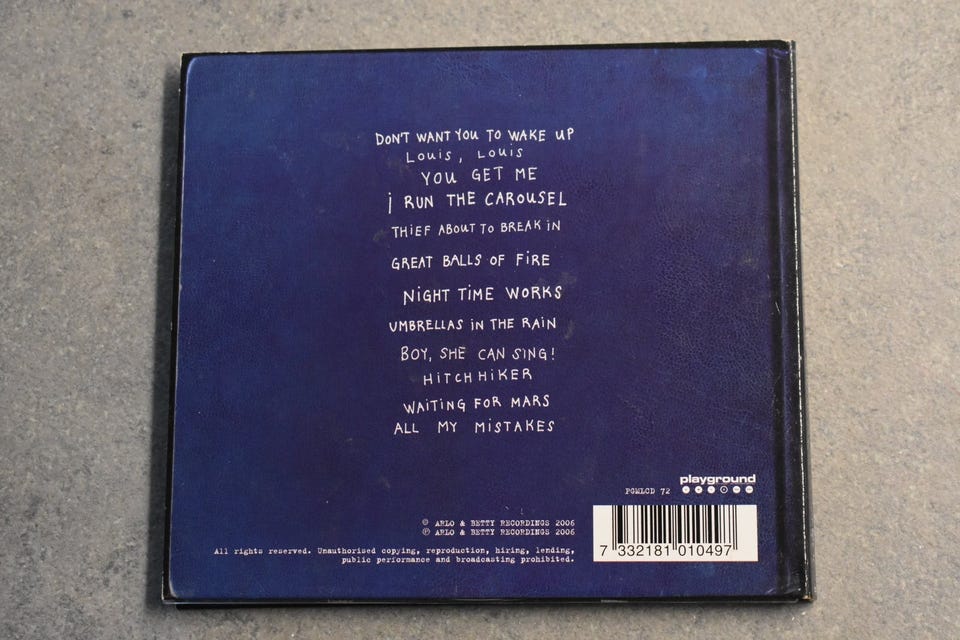 DON'T WANT YOU TO WAKE UP
LOUIS, LOUIS
YOU GET ME
i RUN THE CAROUSEL
THiEF ABOUT TO BREAK iN
GREAT BALLS OF FiRE
NiGHT TiME WORKS
UMBRELLAS iN THE RAiN
BOY, SHE CAN SiNG!
HiTCHHiKER
WAiTiNG FOR MARS
ALL MY MiSTAKES
playground
PGMLCD 72
© ARLO & BETTY RECORDINGS 2006
℗ ARLO & BETTY RECORDINGS 2006
All rights reserved. Unauthorised copying, reproduction, hiring, lending,
public performance and broadcasting prohibited.
7 332181 010497